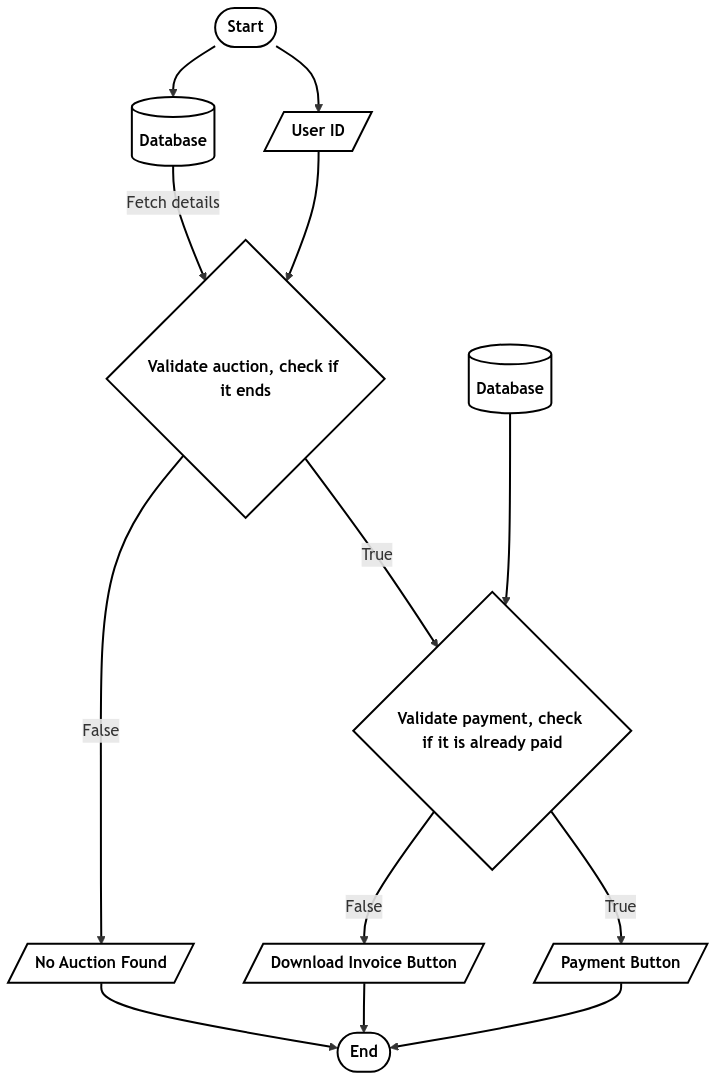 Start
Database
User ID
Fetch details
Validate auction, check if
it ends
Database
True
False
Validate payment, check
if it is already paid
False
True
No Auction Found
Download Invoice Button
Payment Button
End